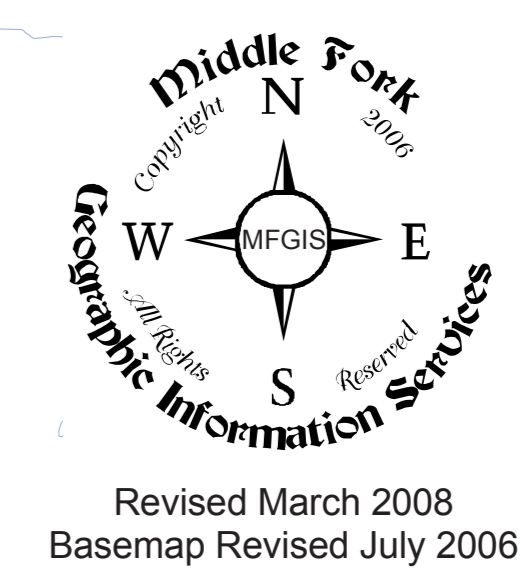 Middle Fork
Copyright 2006
N
W MFGIS E
All Rights Reserved
S
Geographic Information Services
Revised March 2008
Basemap Revised July 2006